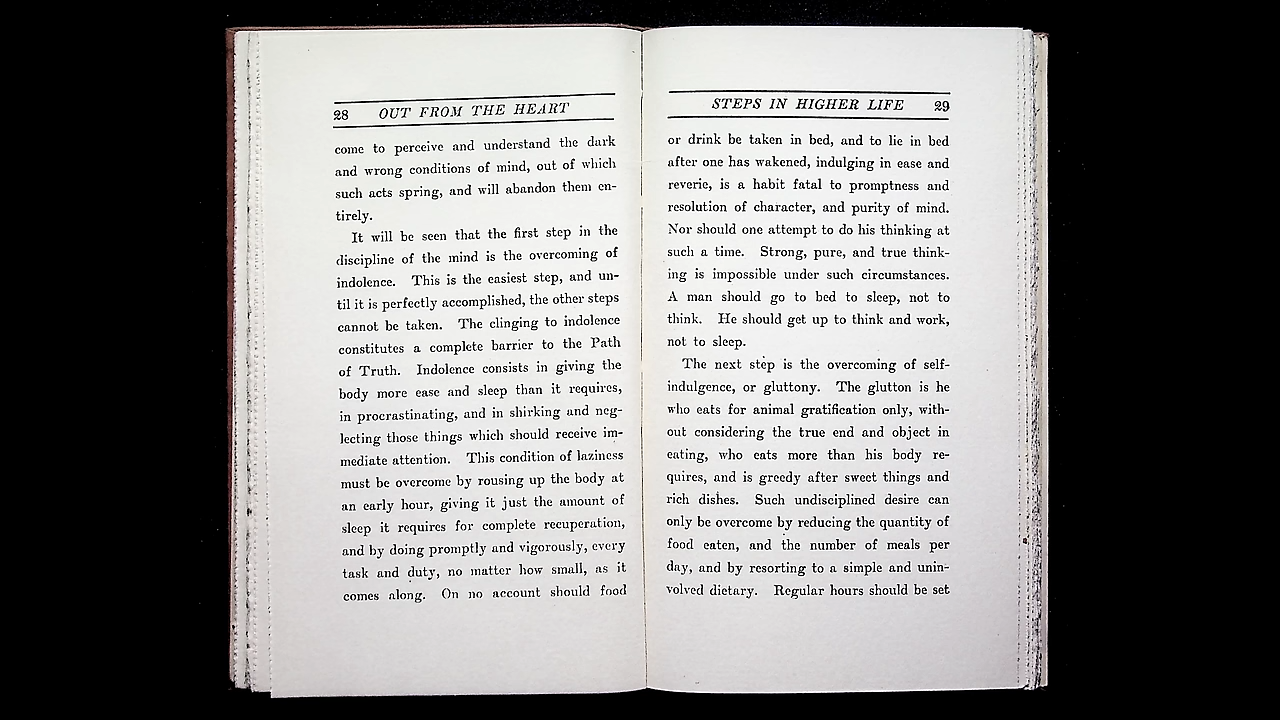 28 OUT FROM THE HEART
come to perceive and understand the dark
and wrong conditions of mind, out of which
such acts spring, and will abandon them en-
tirely.
It will be seen that the first step in the
discipline of the mind is the overcoming of
indolence. This is the easiest step, and un-
til it is perfectly accomplished, the other steps
cannot be taken. The clinging to indolence
constitutes a complete barrier to the Path
of Truth. Indolence consists in giving the
body more ease and sleep than it requires,
in procrastinating, and in shirking and neg-
lecting those things which should receive im-
mediate attention. This condition of laziness
must be overcome by rousing up the body at
an early hour, giving it just the amount of
sleep it requires for complete recuperation,
and by doing promptly and vigorously, every
task and duty, no matter how small, as it
comes along. On no account should food
STEPS IN HIGHER LIFE 29
or drink be taken in bed, and to lie in bed
after one has wakened, indulging in ease and
reverie, is a habit fatal to promptness and
resolution of character, and purity of mind.
Nor should one attempt to do his thinking at
such a time. Strong, pure, and true think-
ing is impossible under such circumstances.
A man should go to bed to sleep, not to
think. He should get up to think and work,
not to sleep.
The next step is the overcoming of self-
indulgence, or gluttony. The glutton is he
who eats for animal gratification only, with-
out considering the true end and object in
eating, who eats more than his body re-
quires, and is greedy after sweet things and
rich dishes. Such undisciplined desire can
only be overcome by reducing the quantity of
food eaten, and the number of meals per
day, and by resorting to a simple and unin-
volved dietary. Regular hours should be set